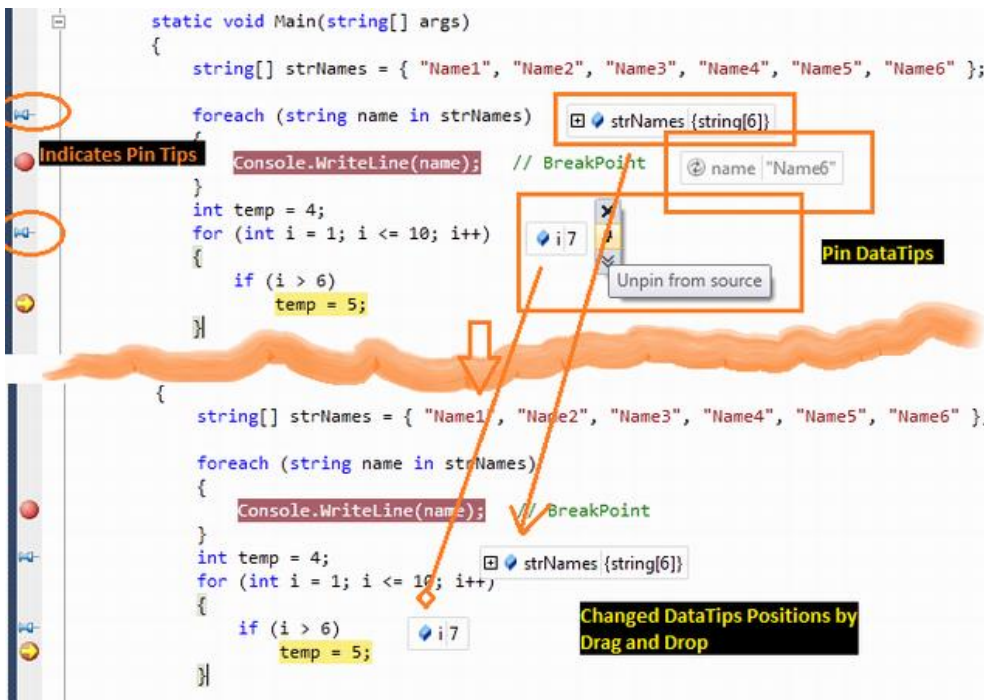 static void Main(string[] args)
{
string[] strNames = { "Name1", "Name2", "Name3", "Name4", "Name5", "Name6" };
foreach (string name in strNames)
strNames {string[6]}
{
Indicates Pin Tips
Console.WriteLine(name); // BreakPoint
name "Name6"
}
int temp = 4;
for (int i = 1; i <= 10; i++)
i 7
Pin DataTips
{
Unpin from source
if (i > 6)
temp = 5;
}
{
string[] strNames = { "Name1", "Name2", "Name3", "Name4", "Name5", "Name6" }
foreach (string name in strNames)
{
Console.WriteLine(name); // BreakPoint
}
int temp = 4;
strNames {string[6]}
for (int i = 1; i <= 10; i++)
{
Changed DataTips Positions by
Drag and Drop
if (i > 6)
i 7
temp = 5;
}